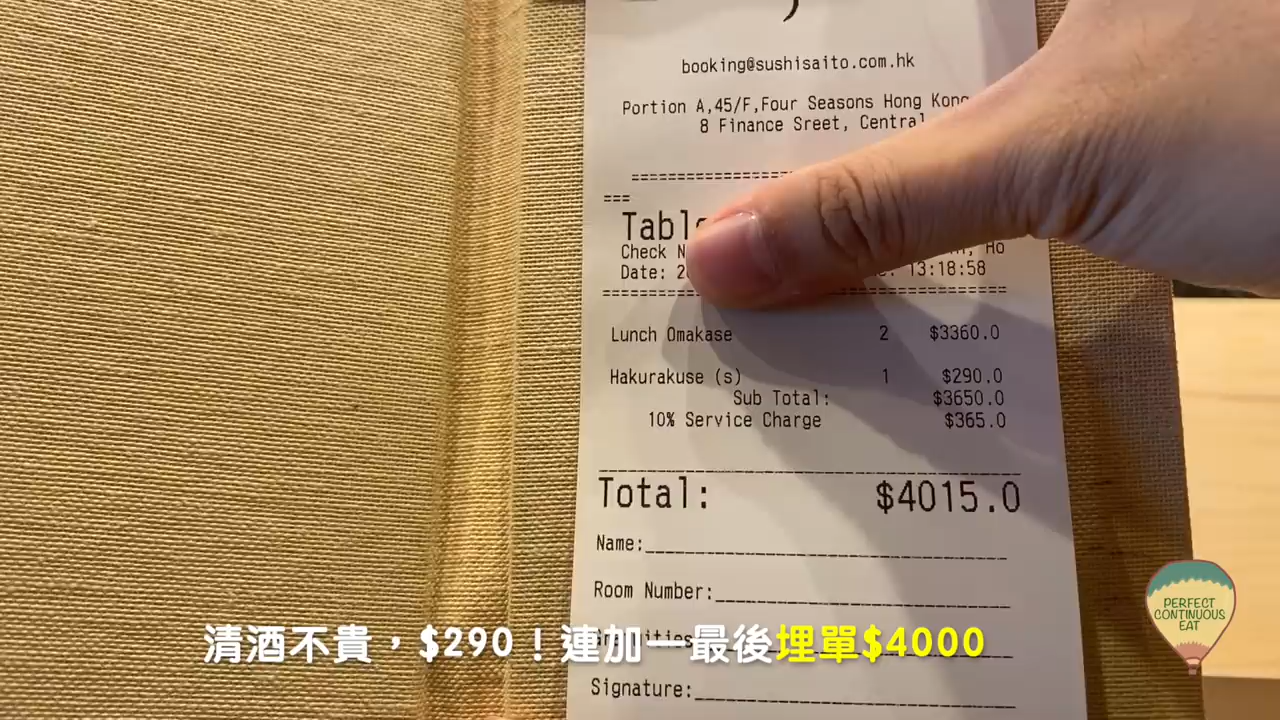 booking@sushisaito.com.hk
Portion A,45/F,Four Seasons Hong Kong
8 Finance Sreet, Central
Date:
13:18:58
Lunch Omakase 2 $3360.0
Hakurakuse (s) 1 $290.0
Sub Total: $3650.0
10% Service Charge $365.0
Total: $4015.0
Name:
Room Number:
清酒不貴，$290！連加一最後埋單$4000
Signature:
PERFECT
CONTINUOUS
EAT